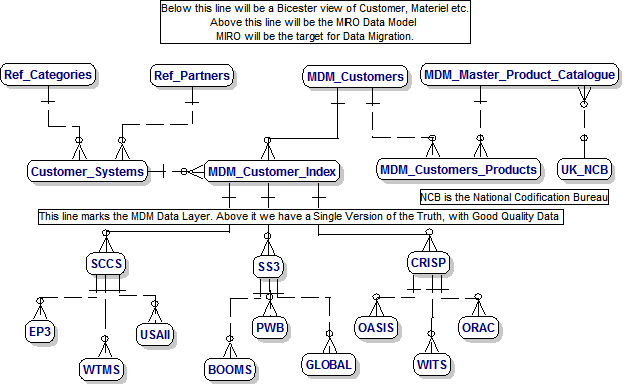 Below this line will be a Bicester view of Customer, Materiel etc.
Above this line will be the MIRO Data Model
MIRO will be the target for Data Migration.
Ref_Categories
Ref_Partners
MDM_Customers
MDM_Master_Product_Catalogue
Customer_Systems
MDM_Customer_Index
MDM_Customers_Products
UK_NCB
NCB is the National Codification Bureau
This line marks the MDM Data Layer. Above it we have a Single Version of the Truth, with Good Quality Data
SCCS
SS3
CRISP
EP3
USAII
PWB
OASIS
ORAC
WTMS
BOOMS
GLOBAL
WITS